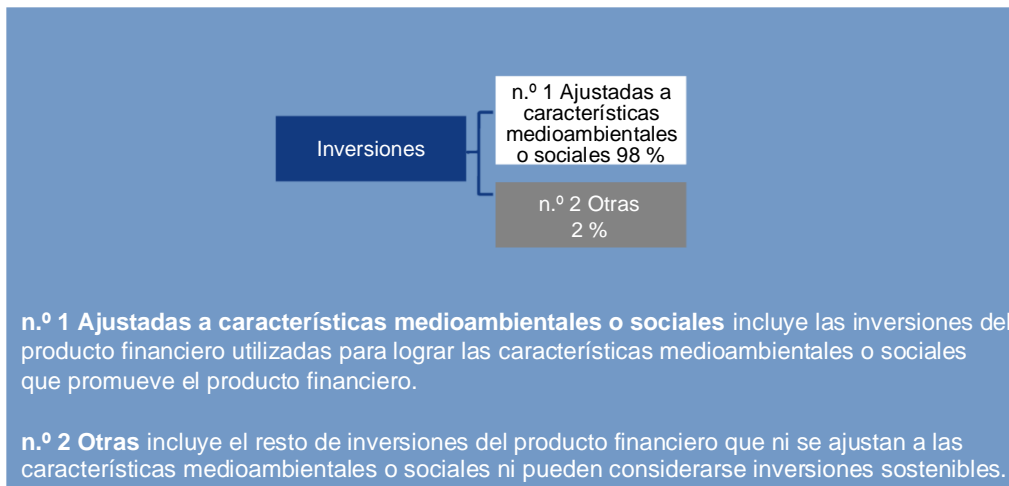 Inversiones
n.º 1 Ajustadas a
características
medioambientales
o sociales 98 %
n.º 2 Otras
2 %
n.º 1 Ajustadas a características medioambientales o sociales incluye las inversiones del
producto financiero utilizadas para lograr las características medioambientales o sociales
que promueve el producto financiero.
n.º 2 Otras incluye el resto de inversiones del producto financiero que ni se ajustan a las
características medioambientales o sociales ni pueden considerarse inversiones sostenibles.